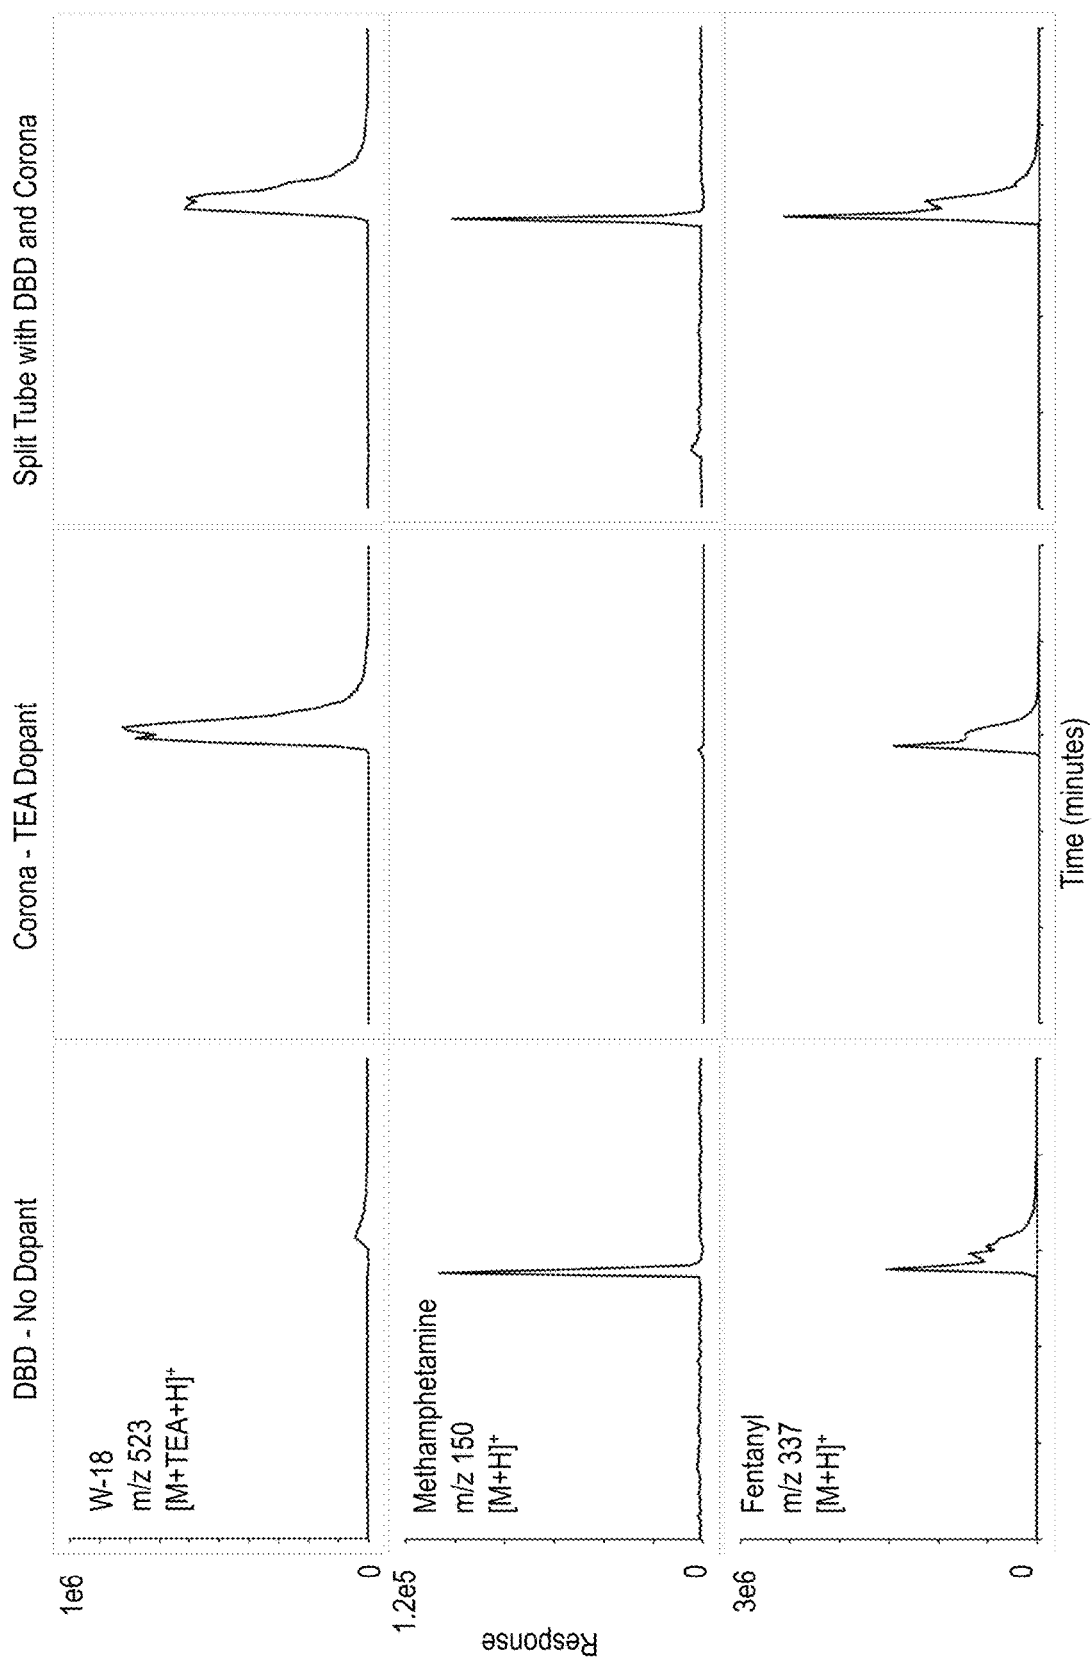 DBD - No Dopant
Corona - TEA Dopant
Split Tube with DBD and Corona
1e6
W-18
m/z 523
[M+TEA+H]⁺
0
1.2e5
Methamphetamine
m/z 150
[M+H]⁺
0
3e6
Fentanyl
m/z 337
[M+H]⁺
0
Response
Time (minutes)